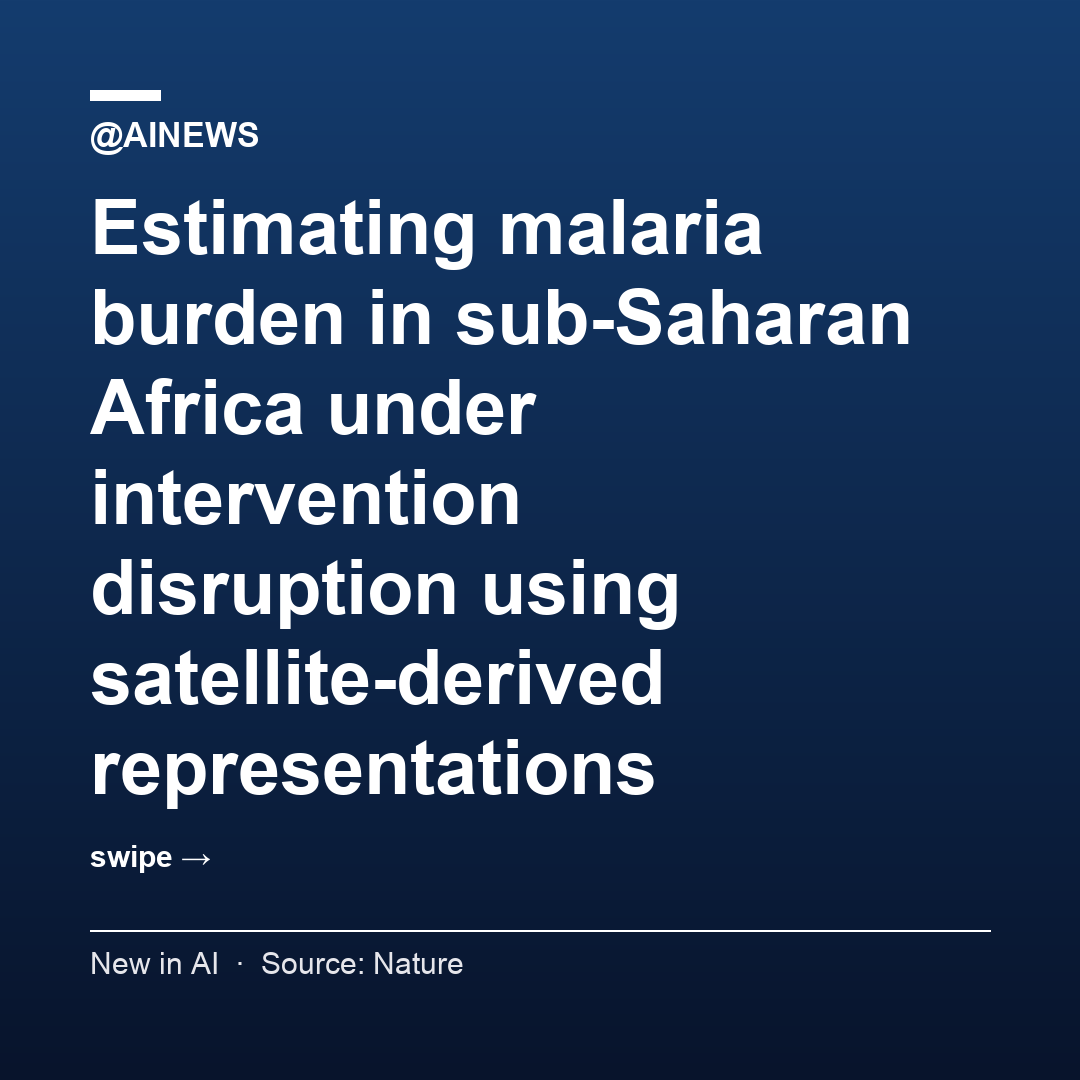 @AINEWS
Estimating malaria
burden in sub-Saharan
Africa under
intervention
disruption using
satellite-derived
representations
swipe →
New in AI · Source: Nature